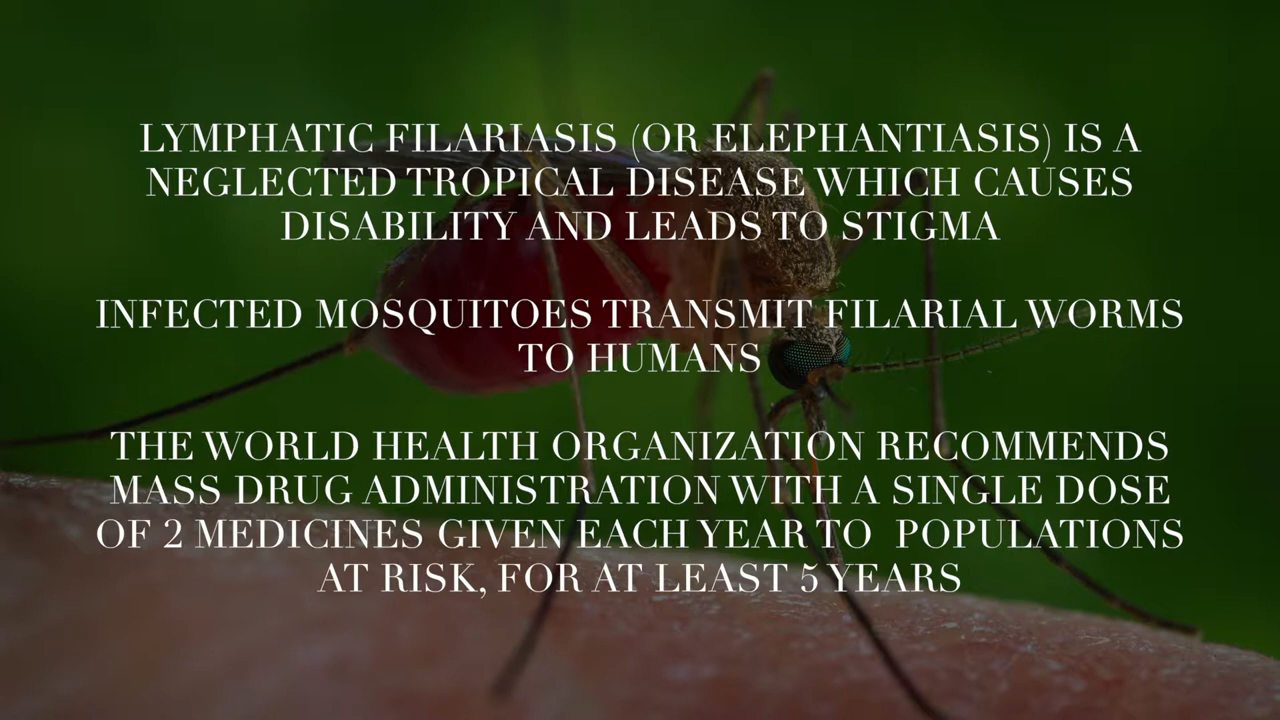 LYMPHATIC FILARIASIS (OR ELEPHANTIASIS) IS A
NEGLECTED TROPICAL DISEASE WHICH CAUSES
DISABILITY AND LEADS TO STIGMA
INFECTED MOSQUITOES TRANSMIT FILARIAL WORMS
TO HUMANS
THE WORLD HEALTH ORGANIZATION RECOMMENDS
MASS DRUG ADMINISTRATION WITH A SINGLE DOSE
OF 2 MEDICINES GIVEN EACH YEAR TO  POPULATIONS
AT RISK, FOR AT LEAST 5 YEARS